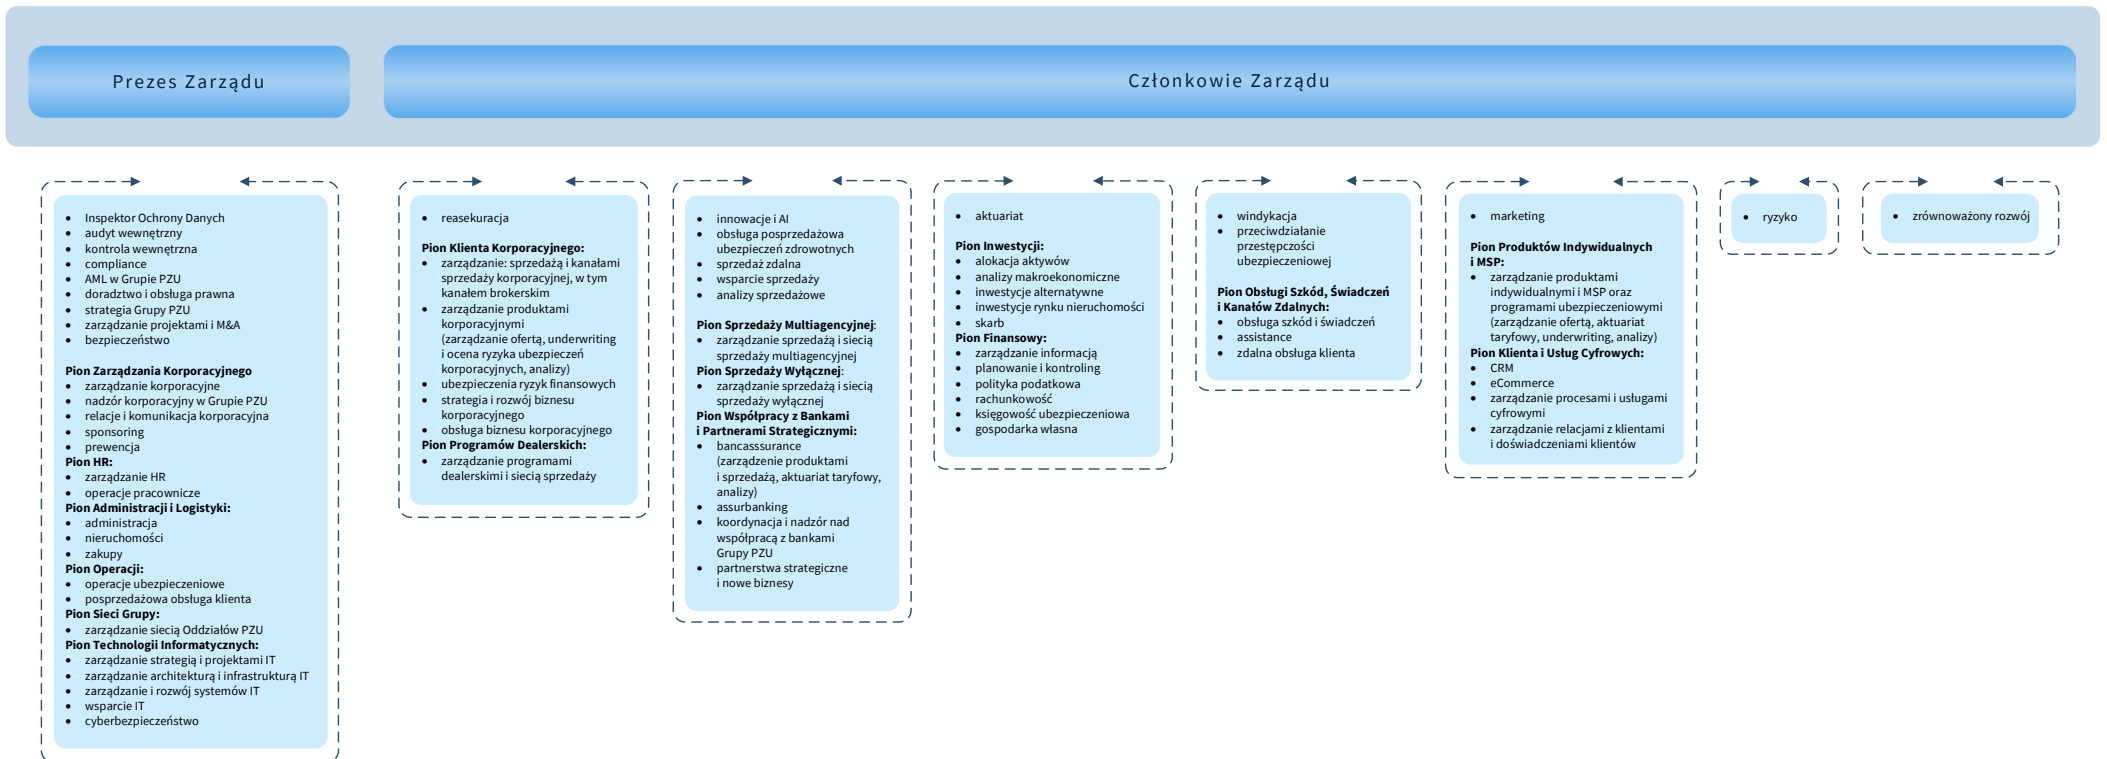 Prezes Zarządu
Członkowie Zarządu
• Inspektor Ochrony Danych
• audyt wewnętrzny
• kontrola wewnętrzna
• compliance
• AML w Grupie PZU
• doradztwo i obsługa prawna
• strategia Grupy PZU
• zarządzanie projektami i M&A
• bezpieczeństwo
Pion Zarządzania Korporacyjnego
• zarządzanie korporacyjne
• nadzór korporacyjny w Grupie PZU
• relacje i komunikacja korporacyjna
• sponsoring
• prewencja
Pion HR:
• zarządzanie HR
• operacje pracownicze
Pion Administracji i Logistyki:
• administracja
• nieruchomości
• zakupy
Pion Operacji:
• operacje ubezpieczeniowe
• posprzedażowa obsługa klienta
Pion Sieci Grupy:
• zarządzanie siecią Oddziałów PZU
Pion Technologii Informatycznych:
• zarządzanie strategią i projektami IT
• zarządzanie architekturą i infrastrukturą IT
• zarządzanie i rozwój systemów IT
• wsparcie IT
• cyberbezpieczeństwo
• reasekuracja
Pion Klienta Korporacyjnego:
• zarządzanie: sprzedażą i kanałami
sprzedaży korporacyjnej, w tym
kanałem brokerskim
• zarządzanie produktami
korporacyjnymi
(zarządzanie ofertą, underwriting
i ocena ryzyka ubezpieczeń
korporacyjnych, analizy)
• ubezpieczenia ryzyk finansowych
• strategia i rozwój biznesu
korporacyjnego
• obsługa biznesu korporacyjnego
Pion Programów Dealerskich:
• zarządzanie programami
dealerskimi i siecią sprzedaży
• innowacje i AI
• obsługa posprzedażowa
ubezpieczeń zdrowotnych
• sprzedaż zdalna
• wsparcie sprzedaży
• analizy sprzedażowe
Pion Sprzedaży Multiagencyjnej:
• zarządzanie sprzedażą i siecią
sprzedaży multiagencyjnej
Pion Sprzedaży Wyłącznej:
• zarządzanie sprzedażą i siecią
sprzedaży wyłącznej
Pion Współpracy z Bankami
i Partnerami Strategicznymi:
• bancasssurance
(zarządzenie produktami
i sprzedażą, aktuariat taryfowy,
analizy)
• assurbanking
• koordynacja i nadzór nad
współpracą z bankami
Grupy PZU
• partnerstwa strategiczne
i nowe biznesy
• aktuariat
Pion Inwestycji:
• alokacja aktywów
• analizy makroekonomiczne
• inwestycje alternatywne
• inwestycje rynku nieruchomości
• skarb
Pion Finansowy:
• zarządzanie informacją
• planowanie i kontroling
• polityka podatkowa
• rachunkowość
• księgowość ubezpieczeniowa
• gospodarka własna
• windykacja
• przeciwdziałanie
przestępczości
ubezpieczeniowej
Pion Obsługi Szkód, Świadczeń
i Kanałów Zdalnych:
• obsługa szkód i świadczeń
• assistance
• zdalna obsługa klienta
• marketing
Pion Produktów Indywidualnych
i MSP:
• zarządzanie produktami
indywidualnymi i MSP oraz
programami ubezpieczeniowymi
(zarządzanie ofertą, aktuariat
taryfowy, underwriting, analizy)
Pion Klienta i Usług Cyfrowych:
• CRM
• eCommerce
• zarządzanie procesami i usługami
cyfrowymi
• zarządzanie relacjami z klientami
i doświadczeniami klientów
• ryzyko
• zrównoważony rozwój